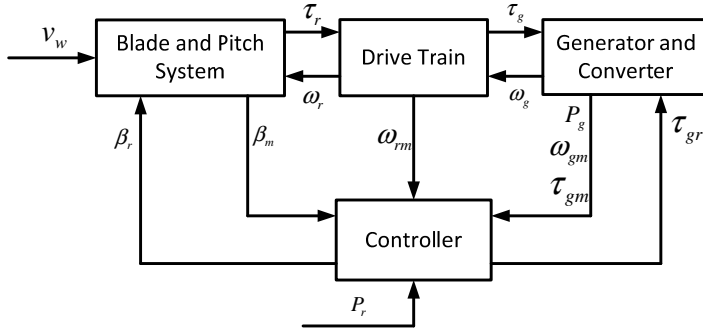 v_w
Blade and Pitch
System
τ_r
ω_r
Drive Train
τ_g
ω_g
Generator and
Converter
β_r
β_m
ω_rm
P_g
ω_gm
τ_gm
τ_gr
Controller
P_r